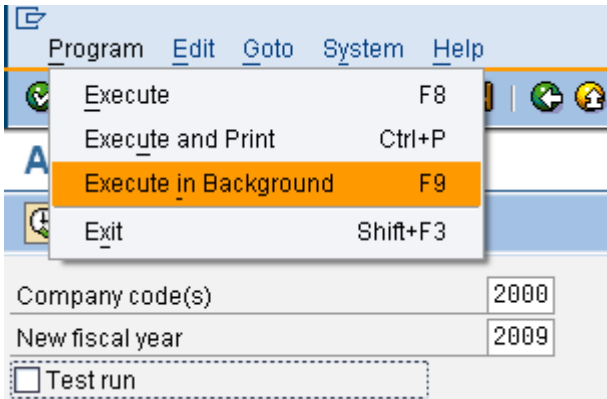 Program Edit Goto System Help
Execute F8
Execute and Print Ctrl+P
A
Execute in Background F9
Exit Shift+F3
Company code(s) 2000
New fiscal year 2009
Test run